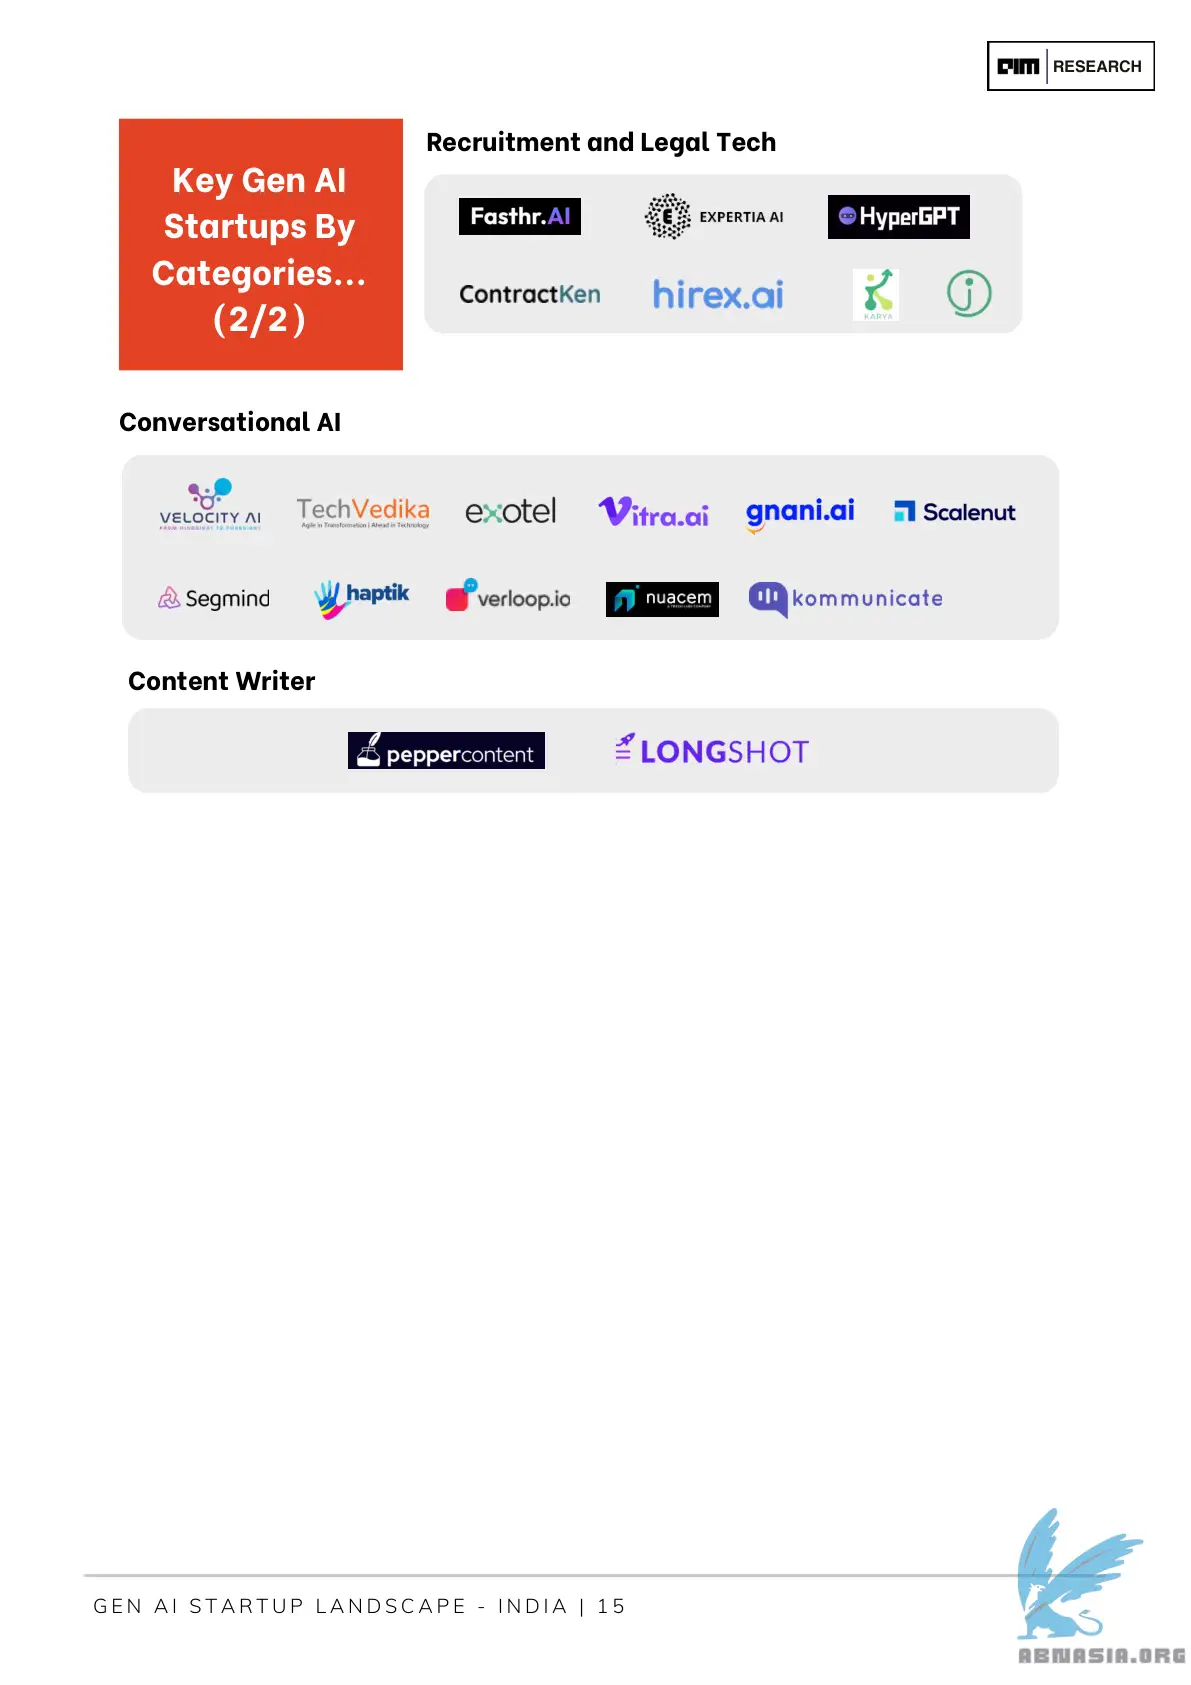 AIM RESEARCH
Key Gen AI
Startups By
Categories...
(2/2)
Recruitment and Legal Tech
Fasthr.AI
E EXPERTIA AI
HyperGPT
ContractKen
hirex.ai
KARYA
j
Conversational AI
VELOCITY AI
TechVedika
Agile in Transformation | Ahead in Technology
exotel
Vitra.ai
gnani.ai
Scalenut
Segmind
haptik
verloop.io
nuacem
kommunicate
Content Writer
peppercontent
LONGSHOT
GEN AI STARTUP LANDSCAPE - INDIA | 15
ABNASIA.ORG